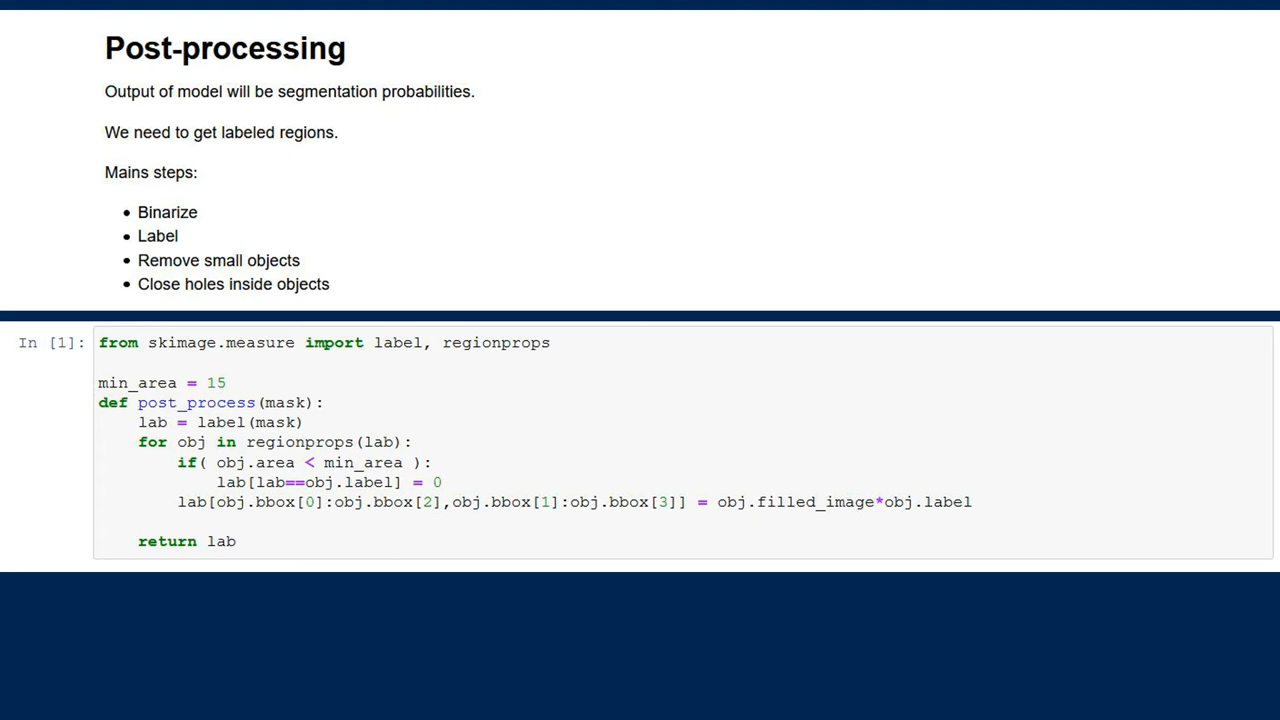 Post-processing
Output of model will be segmentation probabilities.
We need to get labeled regions.
Mains steps:
• Binarize
• Label
• Remove small objects
• Close holes inside objects
In [1]: from skimage.measure import label, regionprops
min_area = 15
def post_process(mask):
    lab = label(mask)
    for obj in regionprops(lab):
        if( obj.area < min_area ):
            lab[lab==obj.label] = 0
        lab[obj.bbox[0]:obj.bbox[2],obj.bbox[1]:obj.bbox[3]] = obj.filled_image*obj.label
    return lab